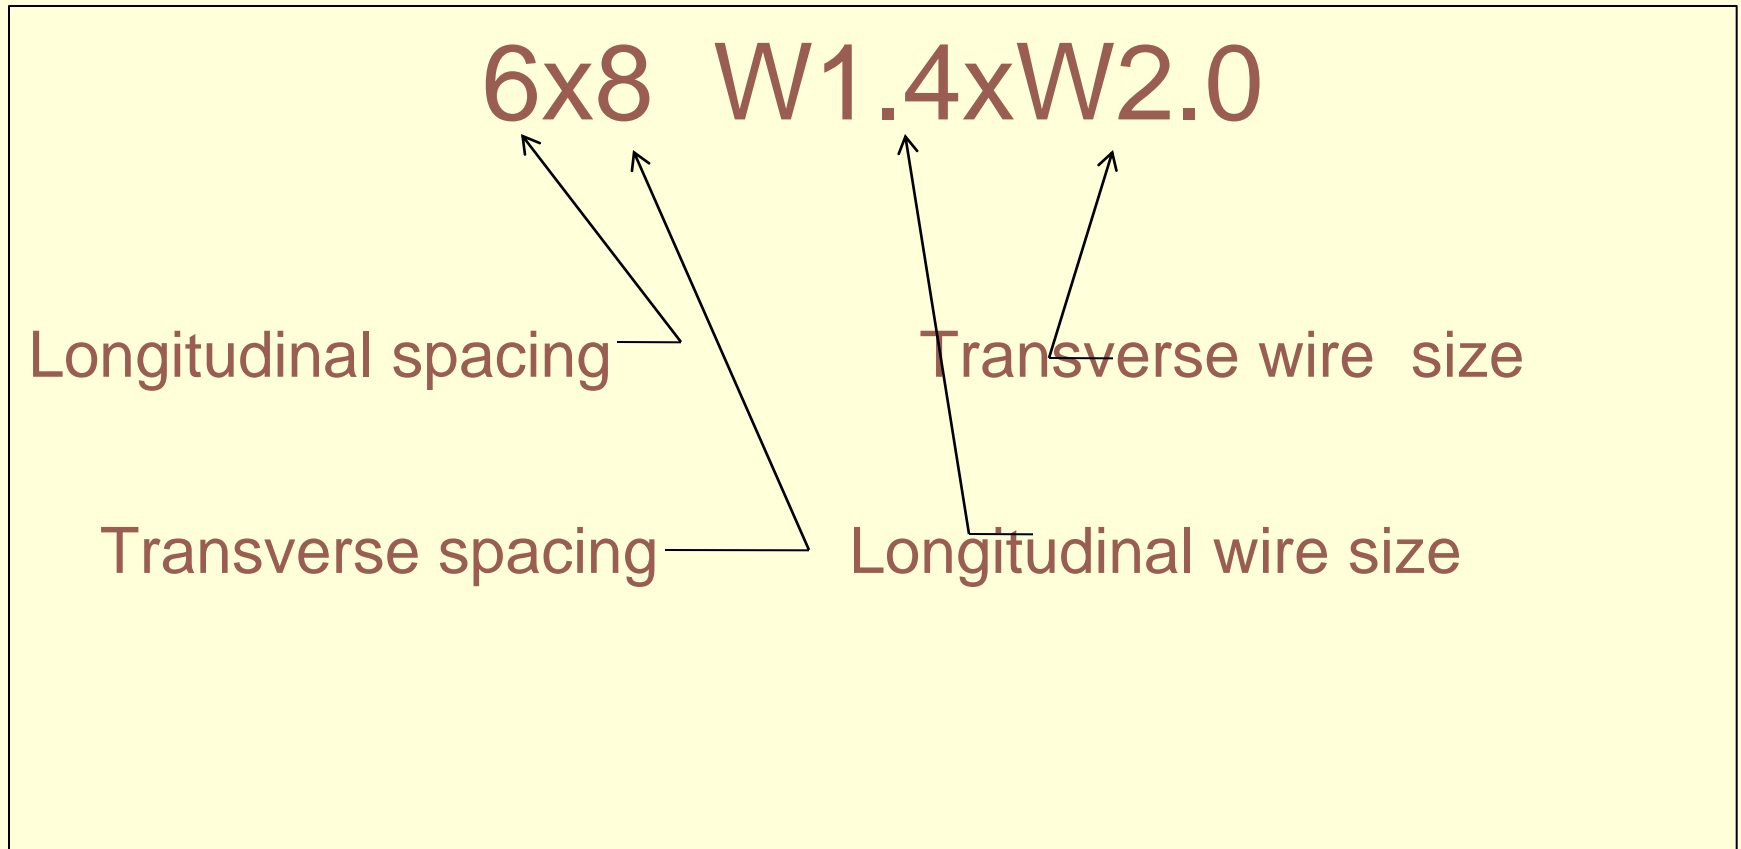 6x8 W1.4xW2.0
Longitudinal spacing
Transverse wire size
Transverse spacing
Longitudinal wire size